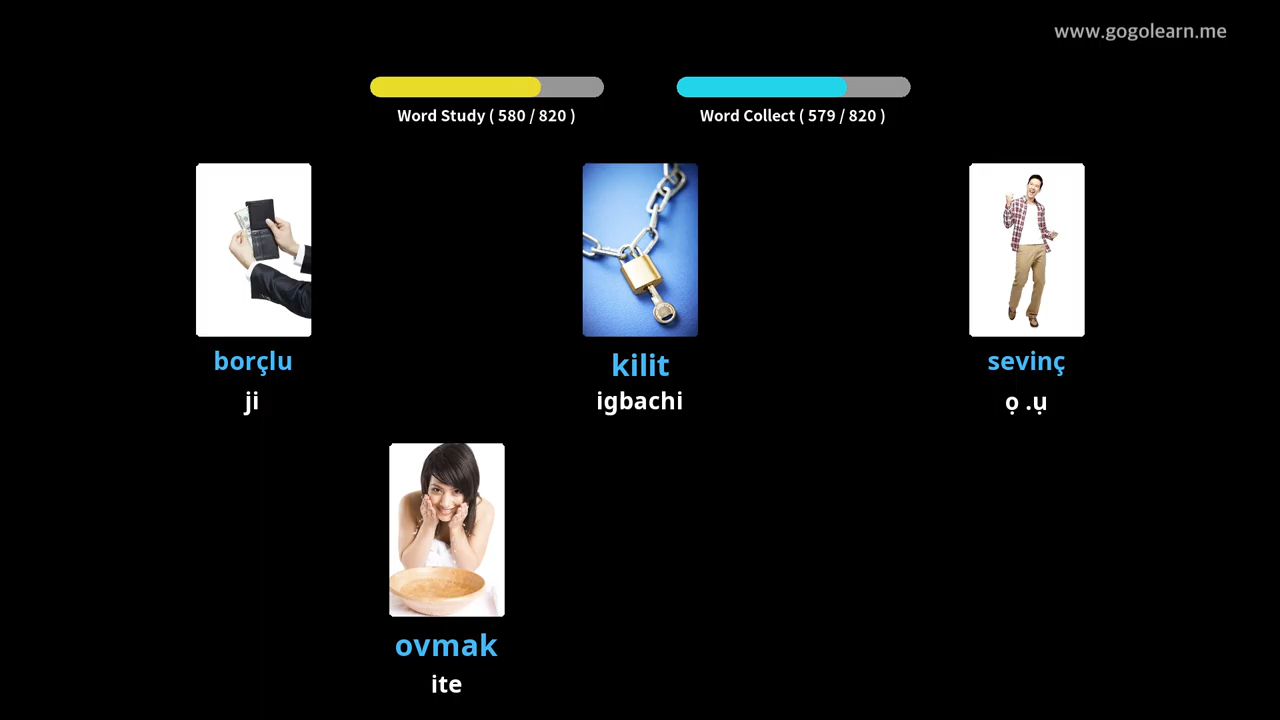 www.gogolearn.me
Word Study ( 580 / 820 )
Word Collect ( 579 / 820 )
borçlu
kilit
sevinç
ji
igbachi
ọ .ụ
ovmak
ite